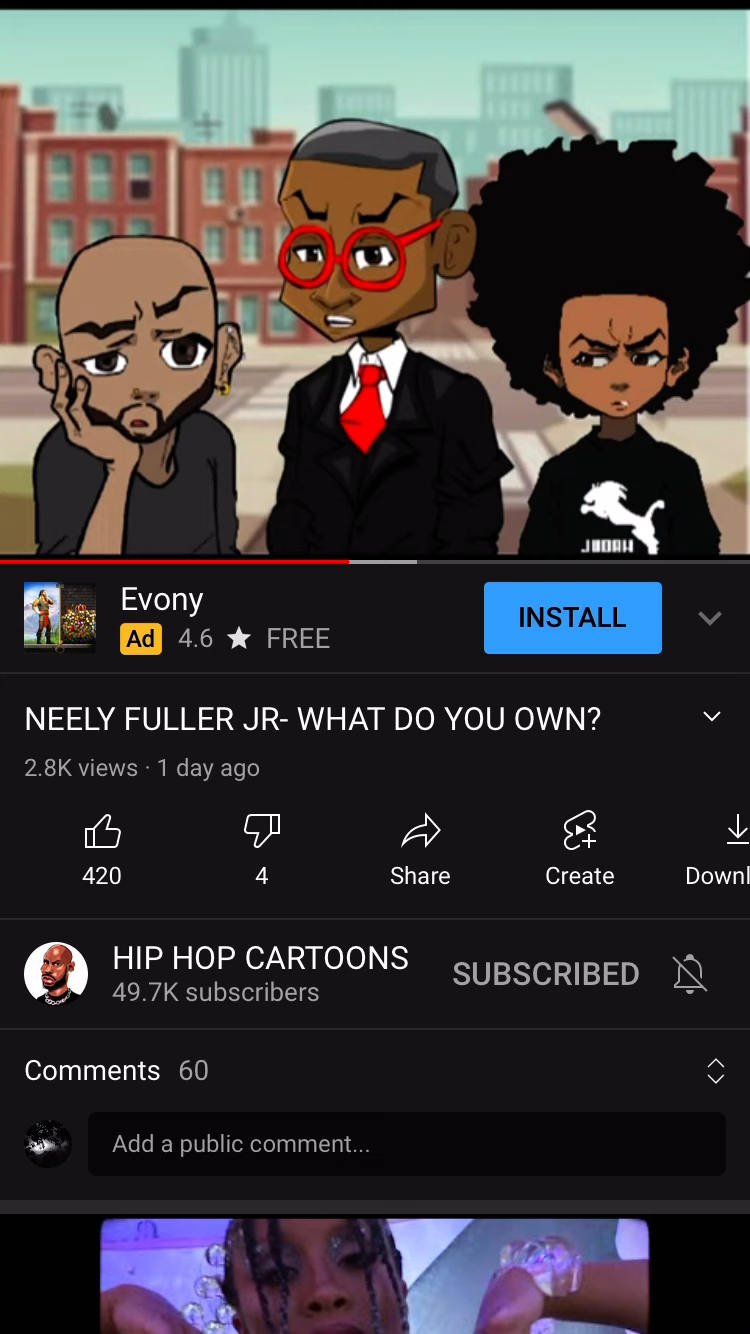 JUDAH
Evony
INSTALL
Ad 4.6 ★ FREE
NEELY FULLER JR- WHAT DO YOU OWN?
2.8K views · 1 day ago
420
4
Share
Create
Downl
HIP HOP CARTOONS
49.7K subscribers
SUBSCRIBED
Comments 60
Add a public comment...